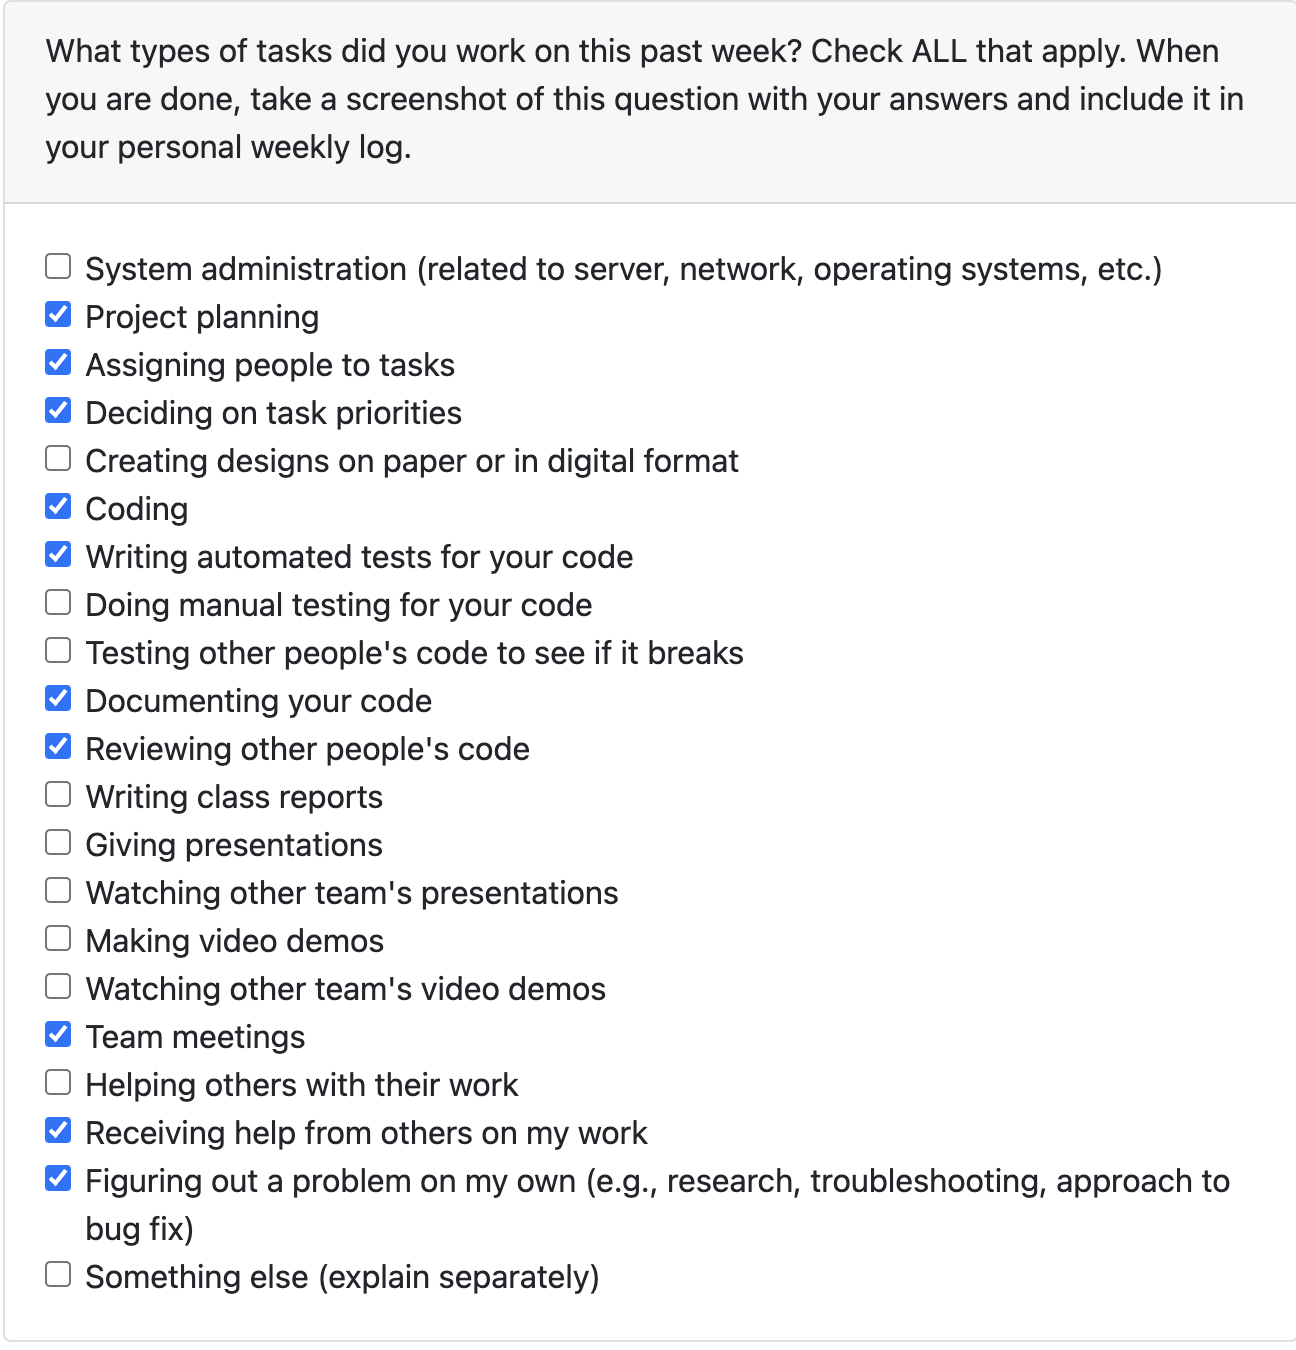 What types of tasks did you work on this past week? Check ALL that apply. When
you are done, take a screenshot of this question with your answers and include it in
your personal weekly log.
System administration (related to server, network, operating systems, etc.)
Project planning
Assigning people to tasks
Deciding on task priorities
Creating designs on paper or in digital format
Coding
Writing automated tests for your code
Doing manual testing for your code
Testing other people's code to see if it breaks
Documenting your code
Reviewing other people's code
Writing class reports
Giving presentations
Watching other team's presentations
Making video demos
Watching other team's video demos
Team meetings
Helping others with their work
Receiving help from others on my work
Figuring out a problem on my own (e.g., research, troubleshooting, approach to
bug fix)
Something else (explain separately)